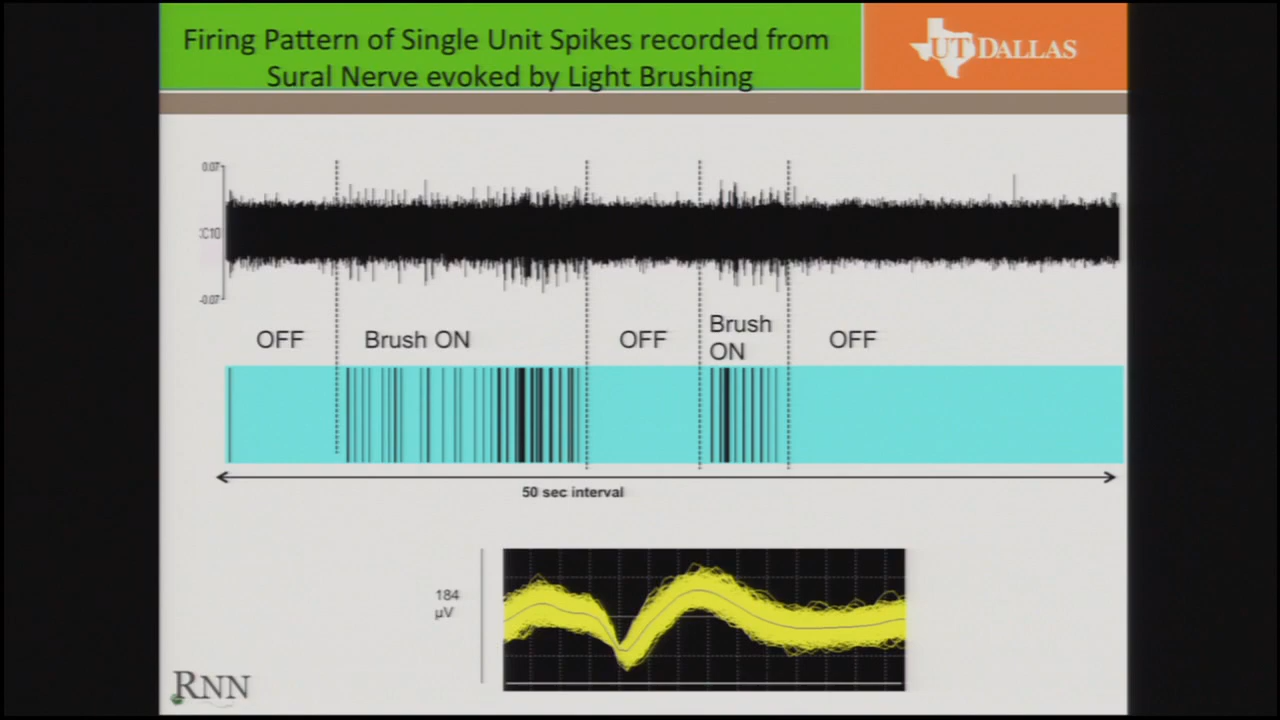 Firing Pattern of Single Unit Spikes recorded from
Sural Nerve evoked by Light Brushing
UT DALLAS
0.07
-0.07
OFF
Brush ON
OFF
Brush
ON
OFF
50 sec interval
184
µV
RNN